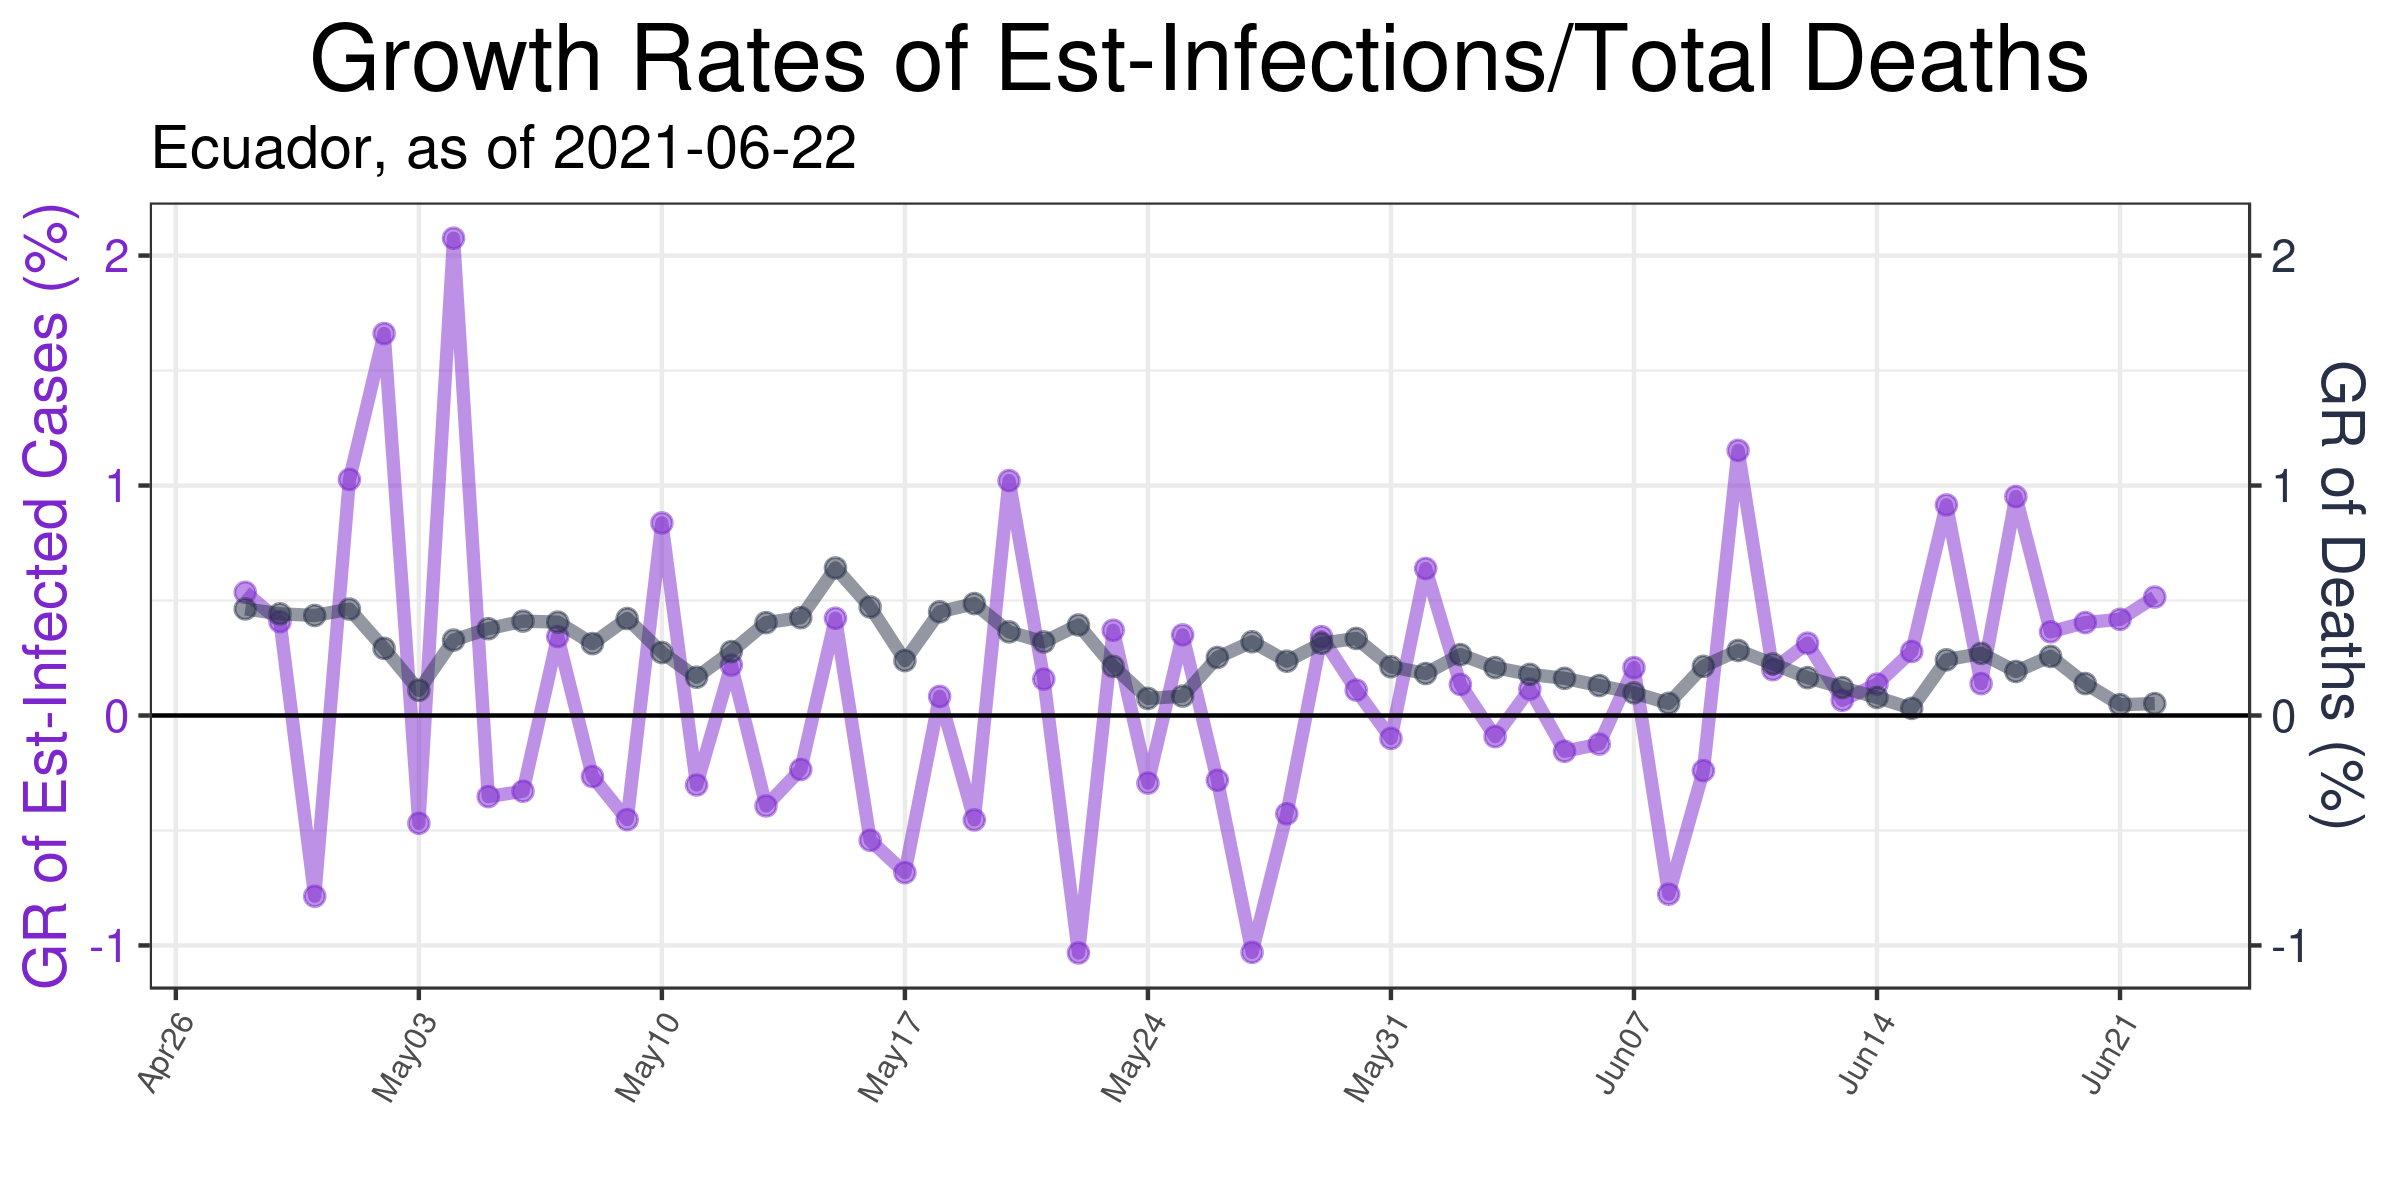 Growth Rates of Est-Infections/Total Deaths
Ecuador, as of 2021-06-22
GR of Est-Infected Cases (%)
2
1
0
-1
2
1
0
-1
GR of Deaths (%)
Apr26
May03
May10
May17
May24
May31
Jun07
Jun14
Jun21